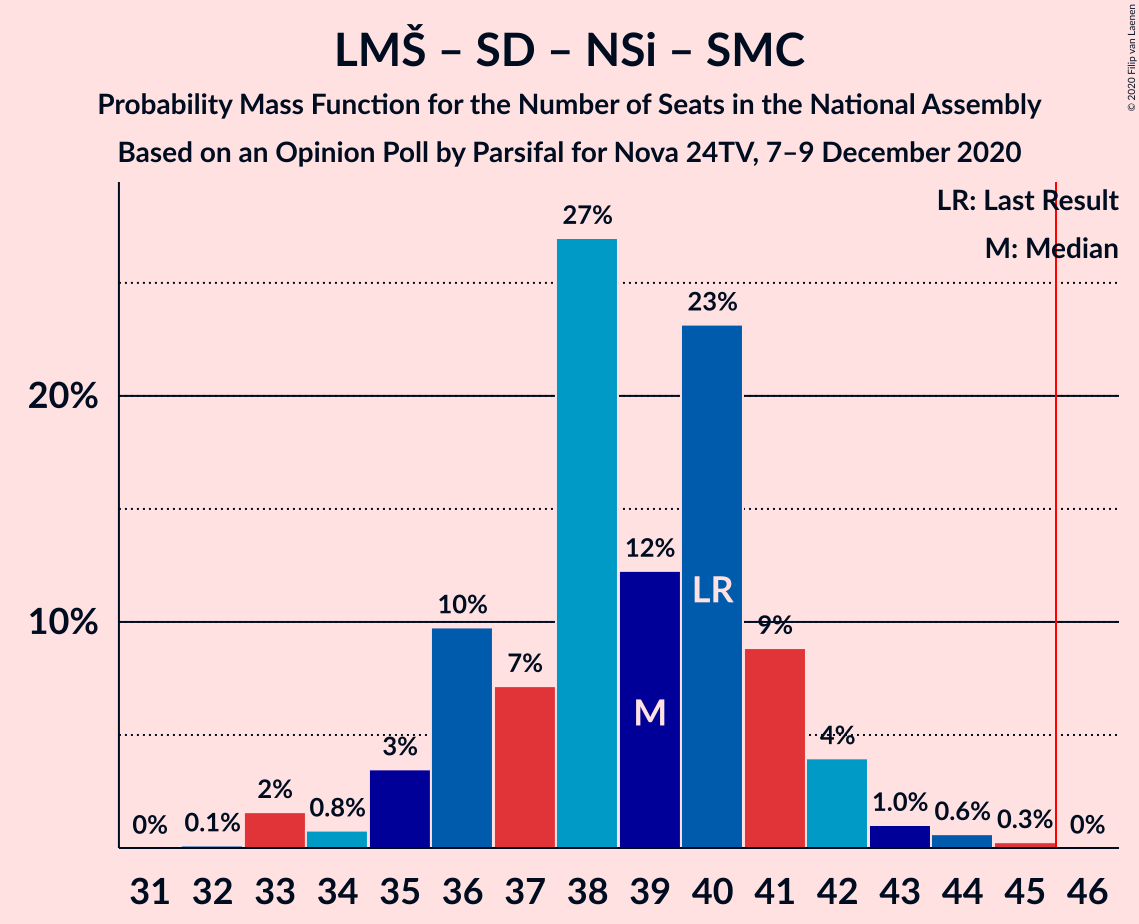 LMŠ – SD – NSi – SMC
Probability Mass Function for the Number of Seats in the National Assembly
Based on an Opinion Poll by Parsifal for Nova 24TV, 7–9 December 2020
© 2020 Filip van Laenen
LR: Last Result
M: Median
27%
23%
20%
12%
10%
LR
10%
9%
7%
M
3%
4%
2%
0.8%
1.0%
0.6%
0.3%
0%
0.1%
0%
31 32 33 34 35 36 37 38 39 40 41 42 43 44 45 46